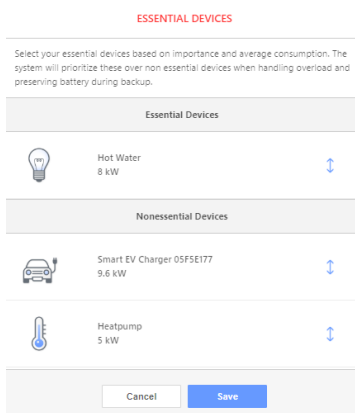 ESSENTIAL DEVICES
Select your essential devices based on importance and average consumption. The
system will prioritize these over non essential devices when handling overload and
preserving battery during backup.
Essential Devices
Hot Water
8 kW
Nonessential Devices
Smart EV Charger 05F5E177
9.6 kW
Heatpump
5 kW
Cancel
Save